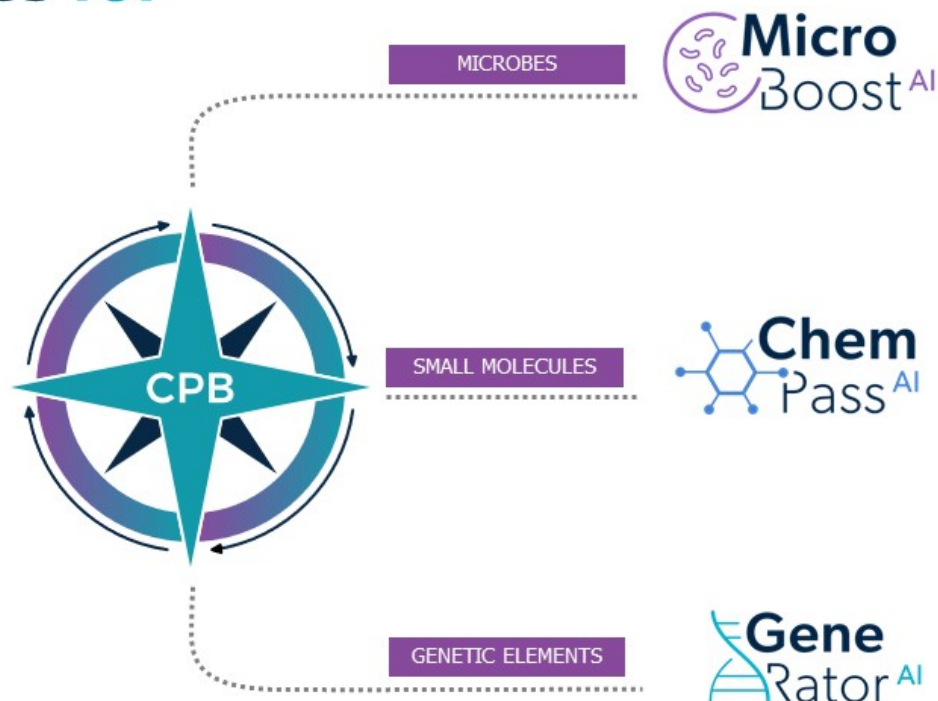 MICROBES
Micro
Boost AI
CPB
SMALL MOLECULES
Chem
Pass AI
GENETIC ELEMENTS
Gene
Rator AI